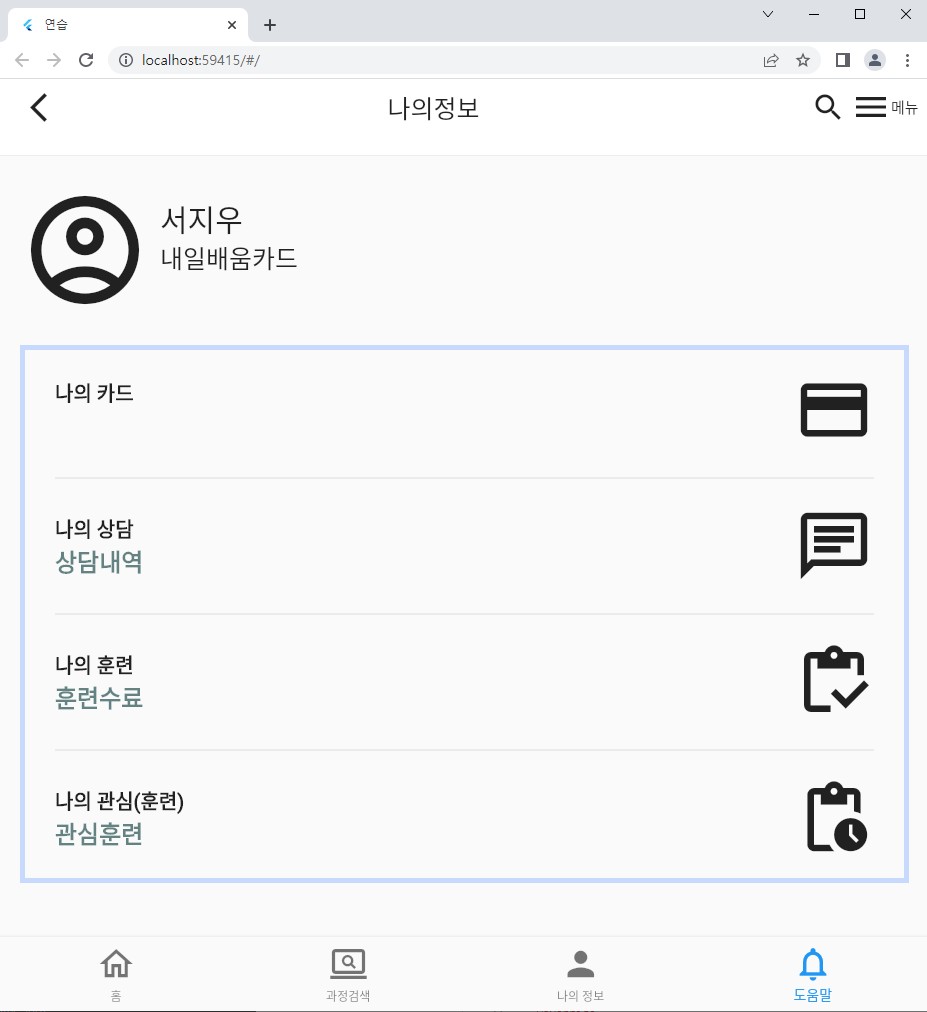 연습
localhost:59415/#/
나의정보
메뉴
서지우
내일배움카드
나의 카드
나의 상담
상담내역
나의 훈련
훈련수료
나의 관심(훈련)
관심훈련
홈
과정검색
나의 정보
도움말